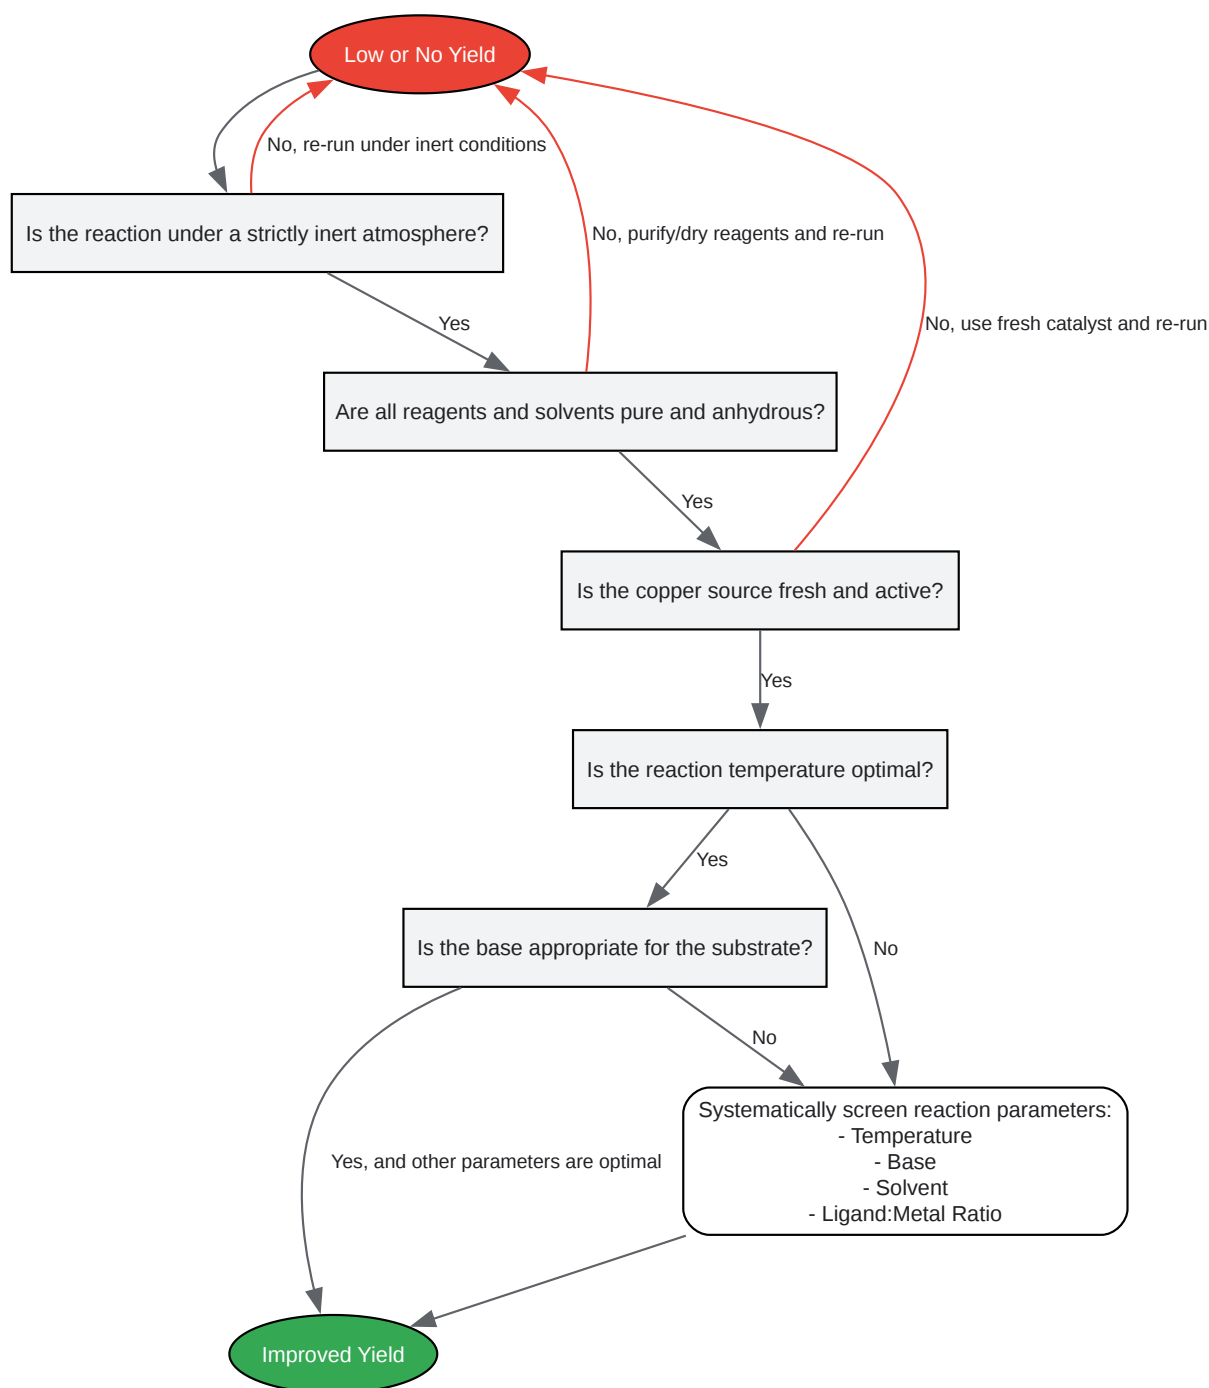 Low or No Yield
No, re-run under inert conditions
Is the reaction under a strictly inert atmosphere?
No, purify/dry reagents and re-run
Yes
No, use fresh catalyst and re-run
Are all reagents and solvents pure and anhydrous?
Yes
Is the copper source fresh and active?
Yes
Is the reaction temperature optimal?
Yes
Is the base appropriate for the substrate?
No
No
Systematically screen reaction parameters:
- Temperature
- Base
- Solvent
- Ligand:Metal Ratio
Yes, and other parameters are optimal
Improved Yield